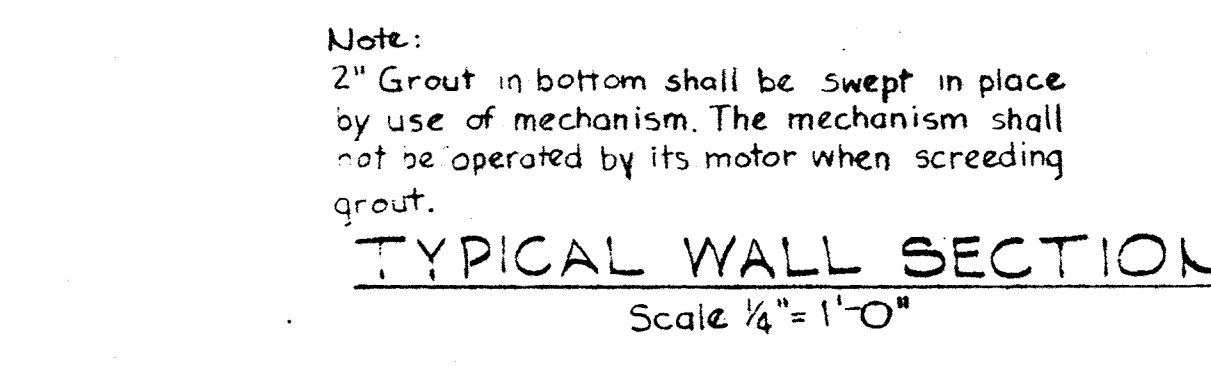 Note:
2" Grout in bottom shall be swept in place
by use of mechanism. The mechanism shall
not be operated by its motor when screeding
grout.
TYPICAL WALL SECTION
Scale ¼"= 1'-0"